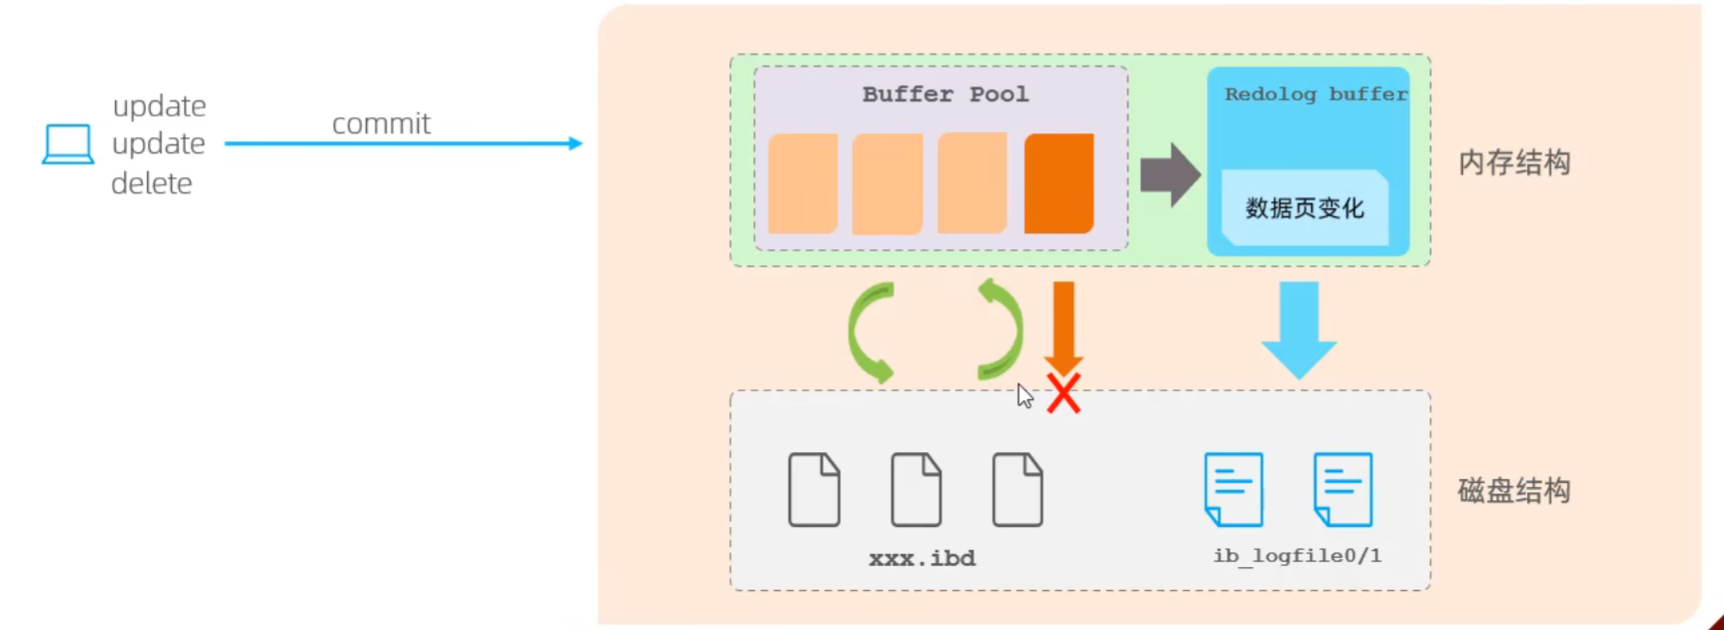 update
update
delete
commit
Buffer Pool
Redolog buffer
数据页变化
内存结构
xxx.ibd
ib_logfile0/1
磁盘结构